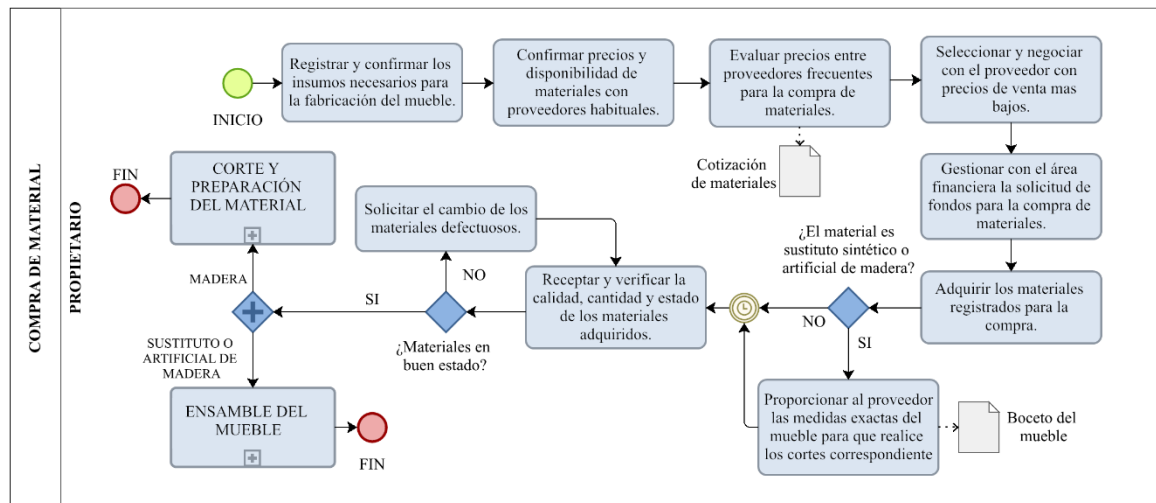 COMPRA DE MATERIAL
PROPIETARIO
INICIO
Registrar y confirmar los
insumos necesarios para
la fabricación del mueble.
Confirmar precios y
disponibilidad de
materiales con
proveedores habituales.
Evaluar precios entre
proveedores frecuentes
para la compra de
materiales.
Seleccionar y negociar
con el proveedor con
precios de venta mas
bajos.
Cotización
de materiales
Gestionar con el área
financiera la solicitud de
fondos para la compra de
materiales.
Adquirir los materiales
registrados para la
compra.
¿El material es
sustituto sintético o
artificial de madera?
NO
SI
Proporcionar al proveedor
las medidas exactas del
mueble para que realice
los cortes correspondiente
Boceto del
mueble
Receptar y verificar la
calidad, cantidad y estado
de los materiales
adquiridos.
¿Materiales en
buen estado?
NO
Solicitar el cambio de los
materiales defectuosos.
SI
MADERA
CORTE Y
PREPARACIÓN
DEL MATERIAL
FIN
SUSTITUTO O
ARTIFICIAL DE
MADERA
ENSAMBLE DEL
MUEBLE
FIN